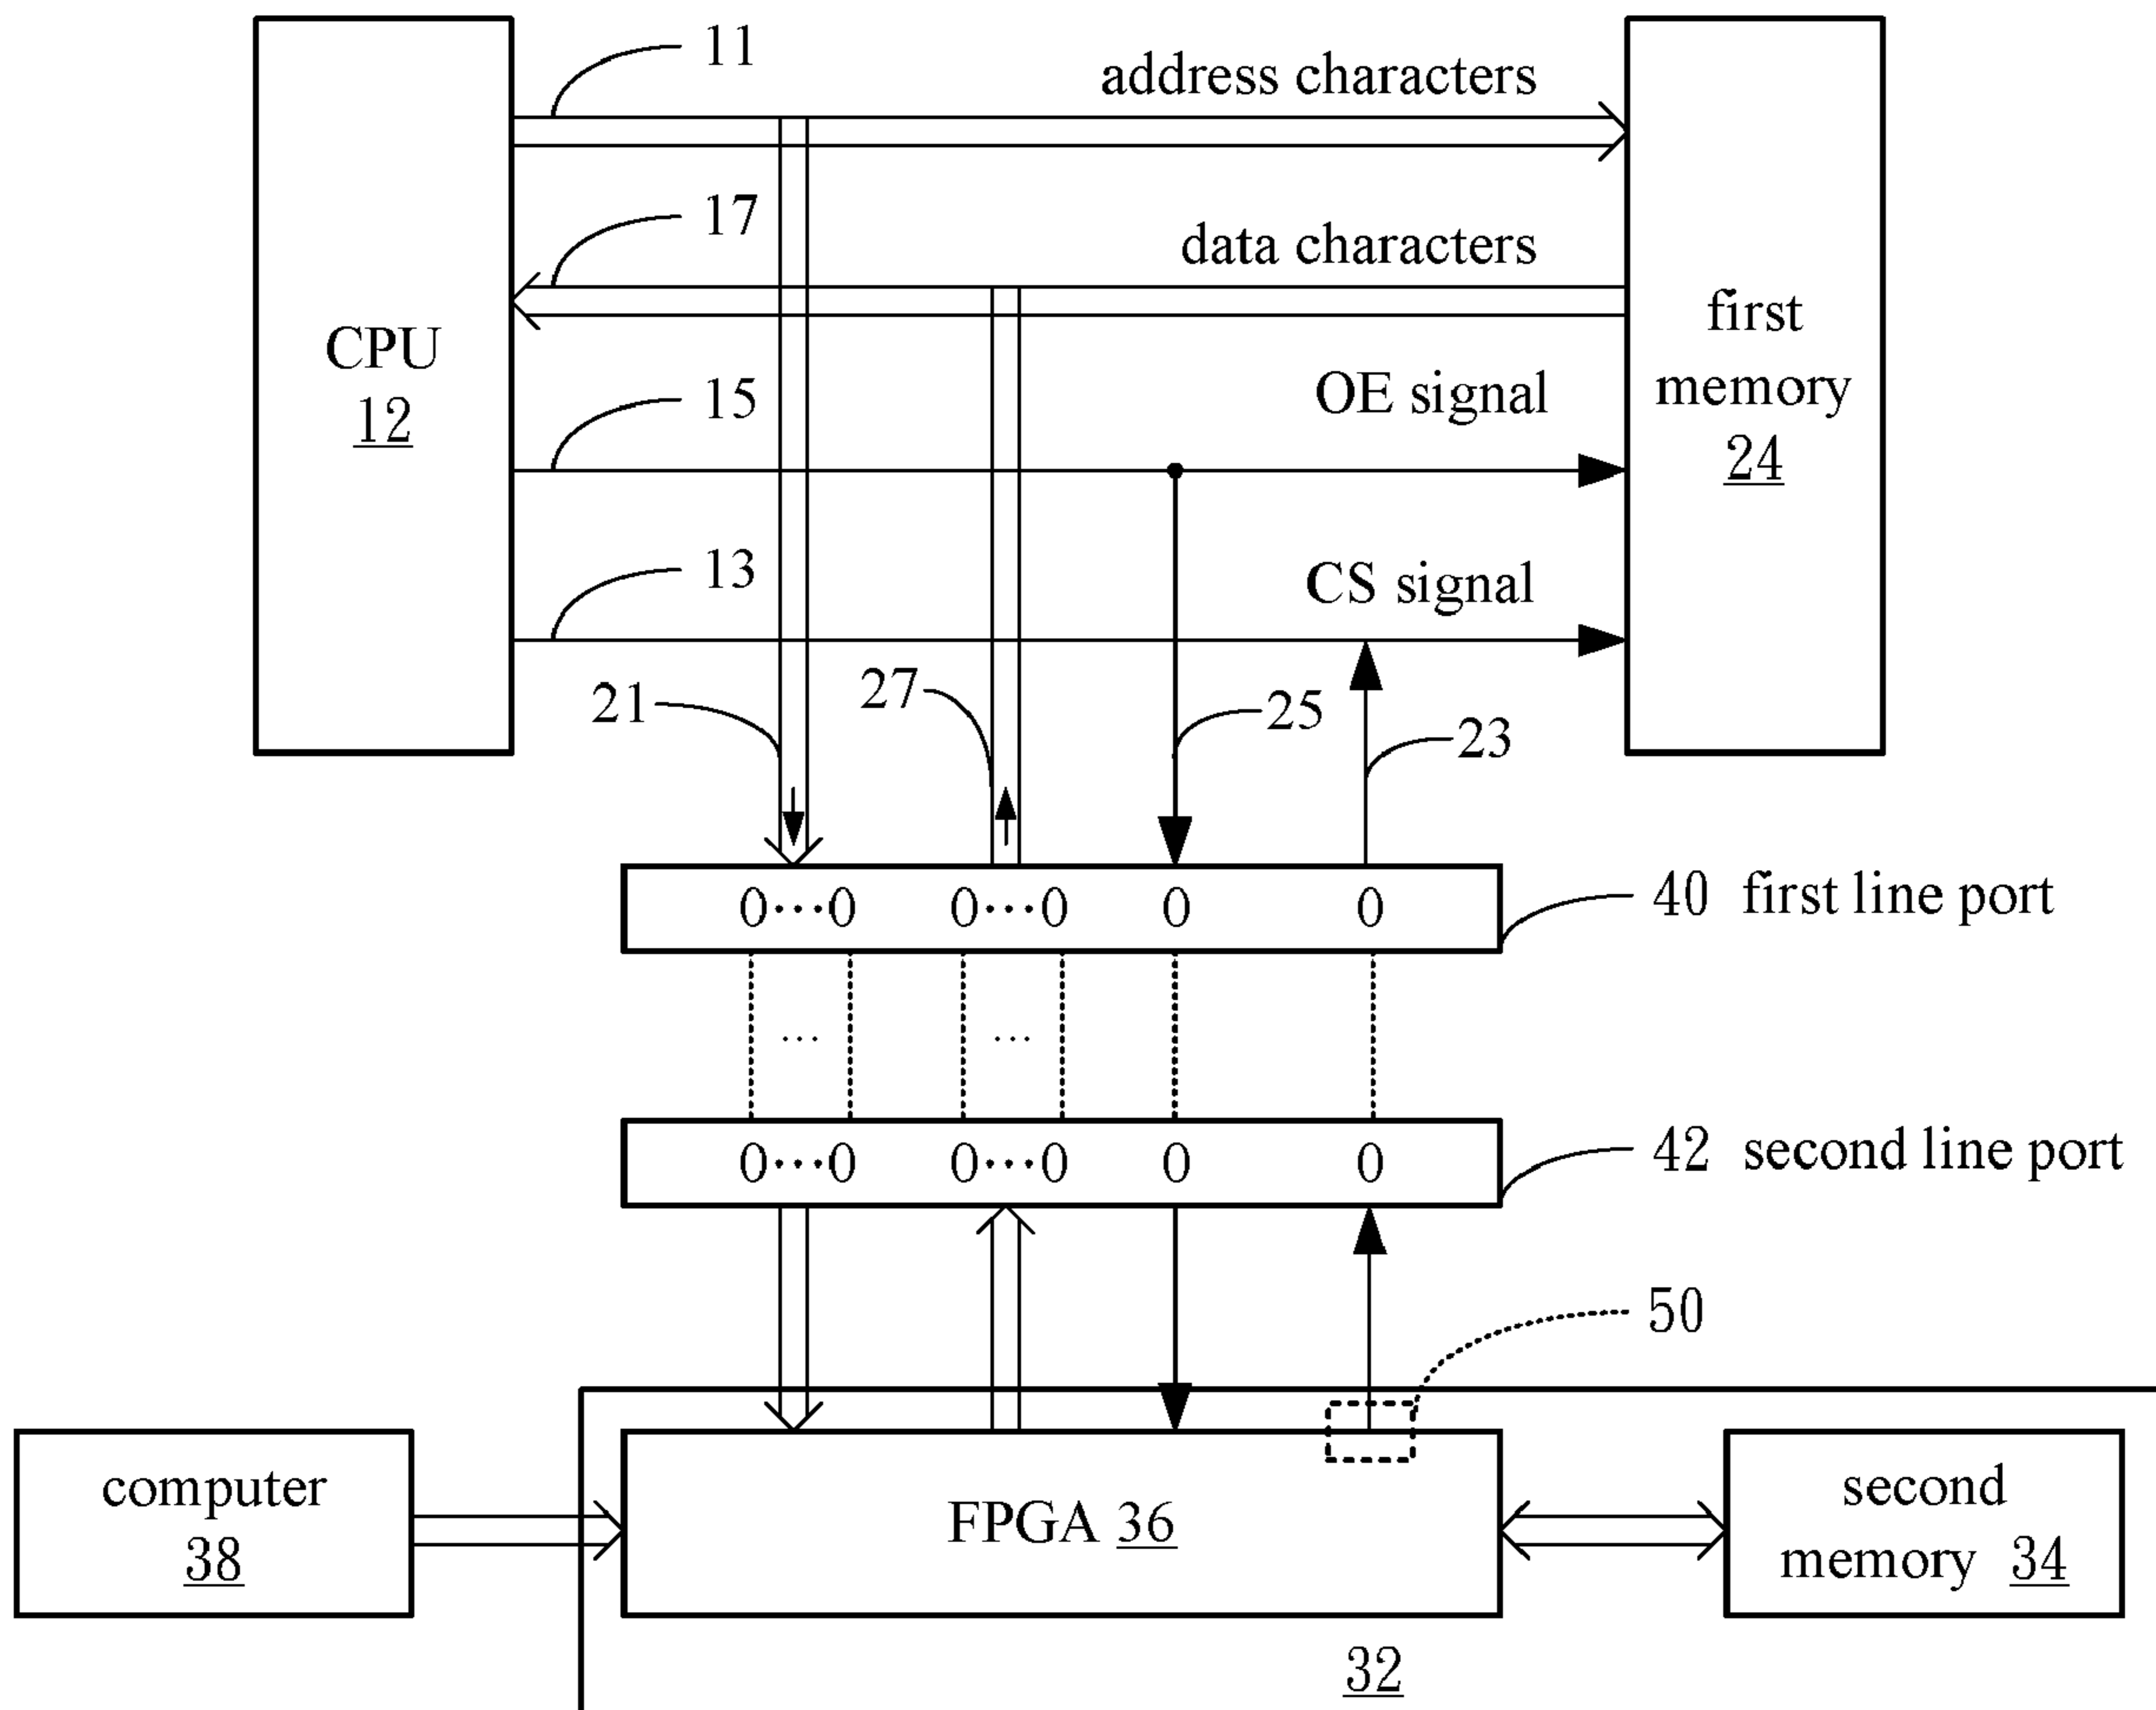 11
address characters
17
data characters
CPU
12
first
memory
24
15
OE signal
13
CS signal
21
27
25
23
0···0 0···0 0 0
40 first line port
... ...
0···0 0···0 0 0
42 second line port
50
computer
38
FPGA 36
second
memory 34
32